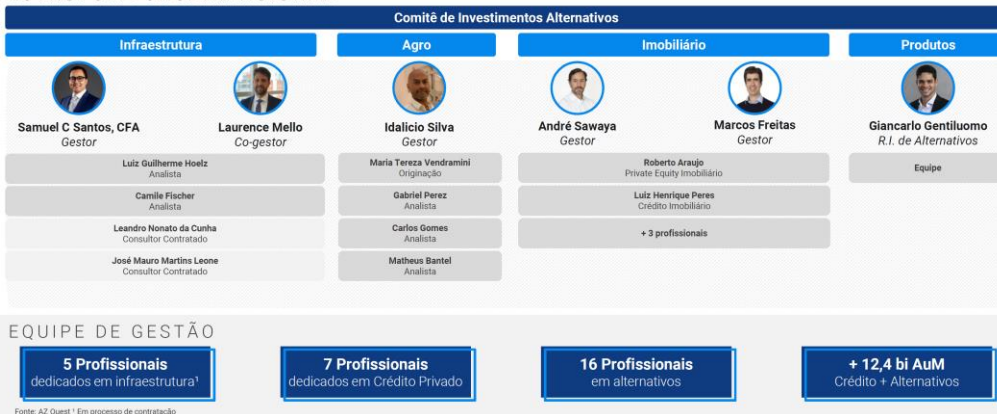 Comitê de Investimentos Alternativos
Infraestrutura
Agro
Imobiliário
Produtos
Samuel C Santos, CFA
Gestor
Laurence Mello
Co-gestor
Idalicio Silva
Gestor
André Sawaya
Gestor
Marcos Freitas
Gestor
Giancarlo Gentiluomo
R.I. de Alternativos
Luiz Guilherme Hoelz
Analista
Camile Fischer
Analista
Leandro Nonato da Cunha
Consultor Contratado
José Mauro Martins Leone
Consultor Contratado
Maria Tereza Vendramini
Originação
Gabriel Perez
Analista
Carlos Gomes
Analista
Matheus Bantel
Analista
Roberto Araujo
Private Equity Imobiliário
Luiz Henrique Peres
Crédito Imobiliário
+ 3 profissionais
Equipe
EQUIPE DE GESTÃO
5 Profissionais
dedicados em infraestrutura¹
7 Profissionais
dedicados em Crédito Privado
16 Profissionais
em alternativos
+ 12,4 bi AuM
Crédito + Alternativos
Fonte: AZ Quest ¹ Em processo de contratação